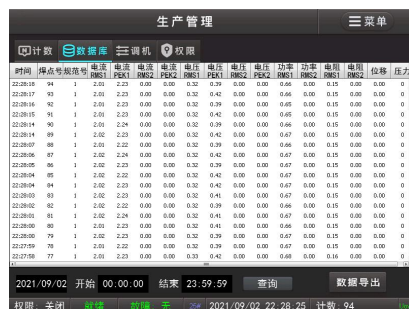 生产管理
菜单
计数 数据库 调机 权限
时间 焊点号 规范号 电流RMS1 电流PEK1 电流RMS2 电流PEK2 电压RMS1 电压PEK1 电压RMS2 电压PEK2 功率RMS1 功率RMS2 电阻RMS1 电阻RMS2 位移 压力
22:28:18 94 1 2.01 2.23 0.00 0.00 0.32 0.39 0.00 0.00 0.66 0.00 0.15 0.00 0.00 0
22:28:17 93 1 2.01 2.23 0.00 0.00 0.32 0.42 0.00 0.00 0.66 0.00 0.15 0.00 0.00 0
22:28:16 92 1 2.01 2.23 0.00 0.00 0.32 0.39 0.00 0.00 0.65 0.00 0.15 0.00 0.00 0
22:28:15 91 1 2.01 2.23 0.00 0.00 0.32 0.42 0.00 0.00 0.65 0.00 0.15 0.00 0.00 0
22:28:14 90 1 2.01 2.24 0.00 0.00 0.32 0.39 0.00 0.00 0.66 0.00 0.15 0.00 0.00 0
22:28:14 89 1 2.02 2.23 0.00 0.00 0.32 0.42 0.00 0.00 0.67 0.00 0.15 0.00 0.00 0
22:28:07 88 1 2.01 2.22 0.00 0.00 0.32 0.39 0.00 0.00 0.66 0.00 0.15 0.00 0.00 0
22:28:06 87 1 2.02 2.24 0.00 0.00 0.32 0.42 0.00 0.00 0.67 0.00 0.15 0.00 0.00 0
22:28:05 86 1 2.02 2.23 0.00 0.00 0.32 0.39 0.00 0.00 0.67 0.00 0.15 0.00 0.00 0
22:28:04 85 1 2.02 2.22 0.00 0.00 0.32 0.42 0.00 0.00 0.67 0.00 0.15 0.00 0.00 0
22:28:04 84 1 2.02 2.23 0.00 0.00 0.32 0.42 0.00 0.00 0.67 0.00 0.15 0.00 0.00 0
22:28:03 83 1 2.02 2.23 0.00 0.00 0.32 0.41 0.00 0.00 0.67 0.00 0.15 0.00 0.00 0
22:28:02 82 1 2.02 2.22 0.00 0.00 0.32 0.39 0.00 0.00 0.66 0.00 0.15 0.00 0.00 0
22:28:01 81 1 2.02 2.24 0.00 0.00 0.32 0.41 0.00 0.00 0.67 0.00 0.15 0.00 0.00 0
22:28:00 80 1 2.01 2.23 0.00 0.00 0.32 0.41 0.00 0.00 0.66 0.00 0.15 0.00 0.00 0
22:28:00 79 1 2.02 2.23 0.00 0.00 0.32 0.39 0.00 0.00 0.67 0.00 0.15 0.00 0.00 0
22:27:59 78 1 2.01 2.22 0.00 0.00 0.32 0.39 0.00 0.00 0.67 0.00 0.15 0.00 0.00 0
22:27:58 77 1 2.01 2.22 0.00 0.00 0.33 0.42 0.00 0.00 0.68 0.00 0.16 0.00 0.00 0
2021/09/02 开始 00:00:00 结束 23:59:59 查询 数据导出
权限: 关闭 就绪 故障 无 25# 2021/09/02 22:28:25 计数: 94